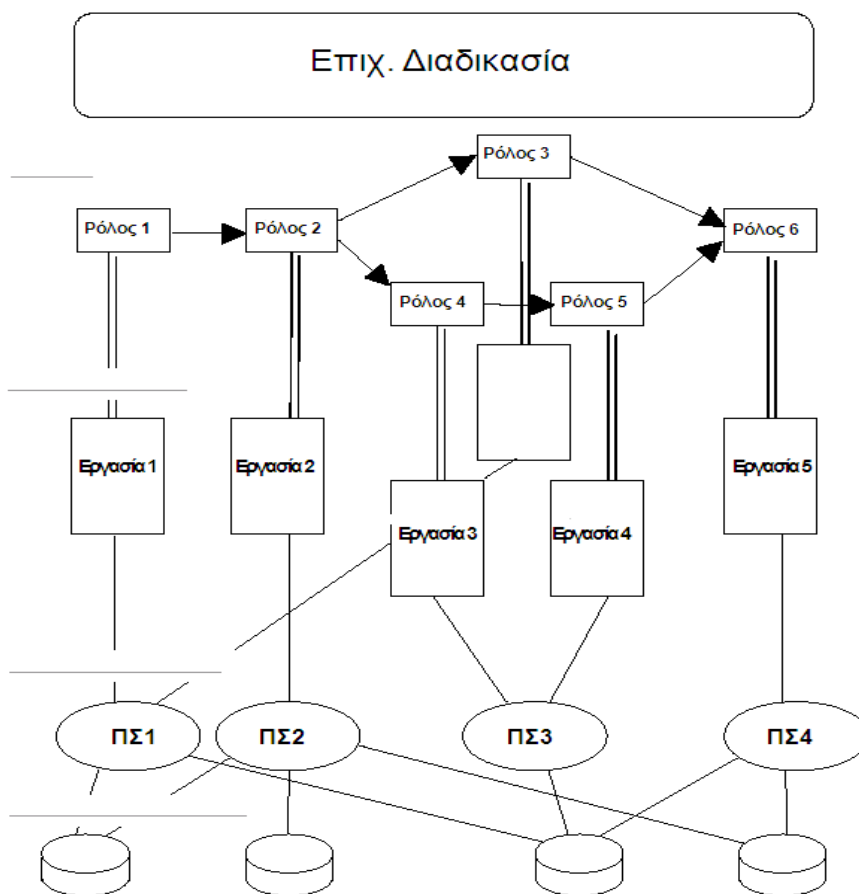 Επιχ. Διαδικασία
Ρόλος 3
Ρόλος 1
Ρόλος 2
Ρόλος 6
Ρόλος 4
Ρόλος 5
Εργασία 1
Εργασία 2
Εργασία 5
Εργασία 3
Εργασία 4
ΠΣ1
ΠΣ2
ΠΣ3
ΠΣ4